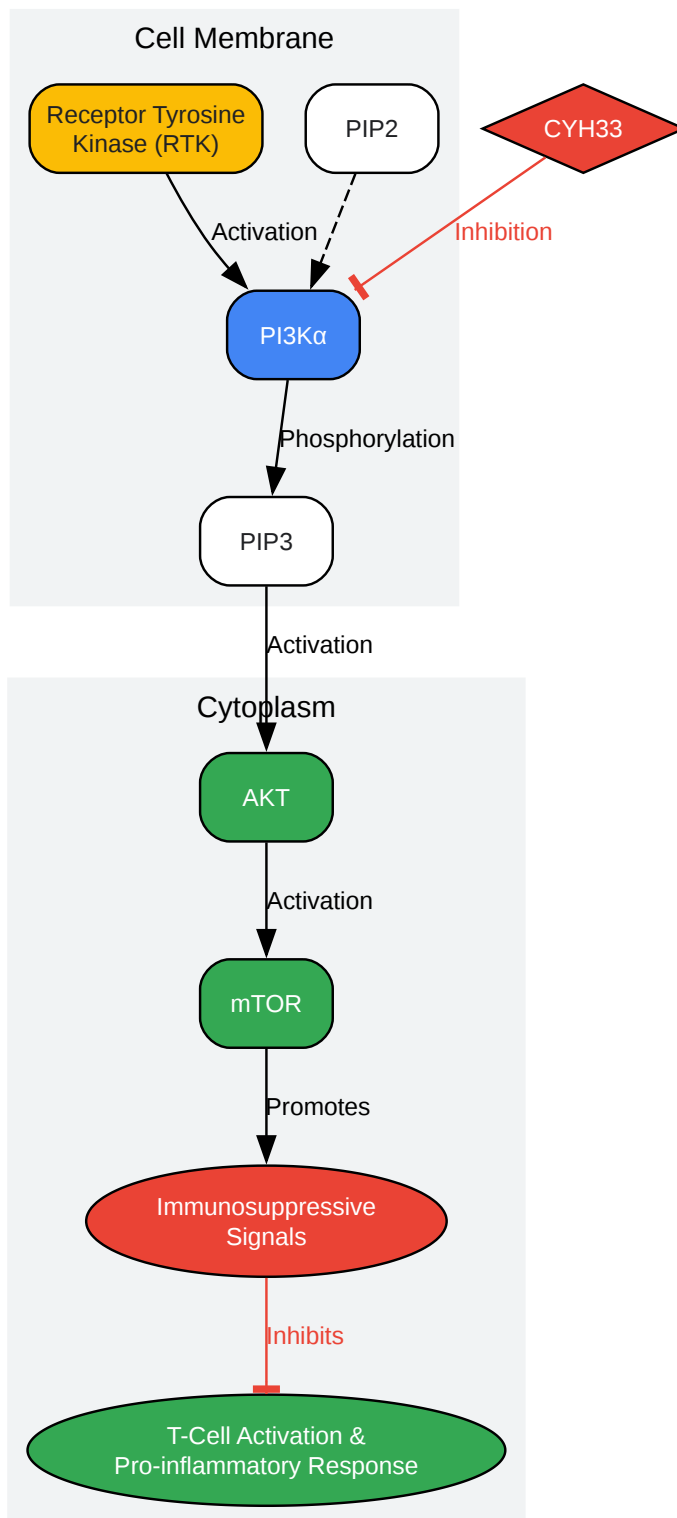 Cell Membrane
Receptor Tyrosine
Kinase (RTK)
PIP2
CYH33
Activation
Inhibition
PI3Kα
Phosphorylation
PIP3
Activation
Cytoplasm
AKT
Activation
mTOR
Promotes
Immunosuppressive
Signals
Inhibits
T-Cell Activation &
Pro-inflammatory Response